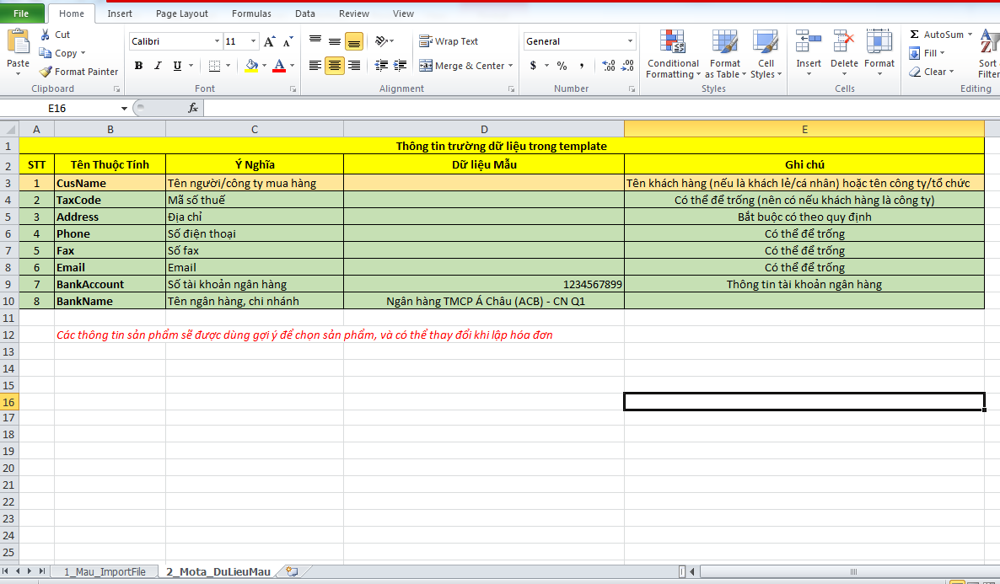 File Home Insert Page Layout Formulas Data Review View
Paste Cut Calibri 11 Wrap Text General Conditional Formatting Format as Table Cell Styles Insert Delete Format AutoSum Sort Filter
Copy Fill
Format Painter B I U Merge & Center $ % , .0 .00 .00 .0 Clear
Clipboard Font Alignment Number Styles Cells Editing
E16 fx
A B C D E
1 Thông tin trường dữ liệu trong template
2 STT Tên Thuộc Tính Ý Nghĩa Dữ liệu Mẫu Ghi chú
3 1 CusName Tên người/công ty mua hàng Tên khách hàng (nếu là khách lẻ/cá nhân) hoặc tên công ty/tổ chức
4 2 TaxCode Mã số thuế Có thể để trống (nên có nếu khách hàng là công ty)
5 3 Address Địa chỉ Bắt buộc có theo quy định
6 4 Phone Số điện thoại Có thể để trống
7 5 Fax Số fax Có thể để trống
8 6 Email Email Có thể để trống
9 7 BankAccount Số tài khoản ngân hàng 1234567899 Thông tin tài khoản ngân hàng
10 8 BankName Tên ngân hàng, chi nhánh Ngân hàng TMCP Á Châu (ACB) - CN Q1
11
12 Các thông tin sản phẩm sẽ được dùng gợi ý để chọn sản phẩm, và có thể thay đổi khi lập hóa đơn
13
14
15
16
17
18
19
20
21
22
23
24
25
1_Mau_ImportFile 2_Mota_DuLieuMau